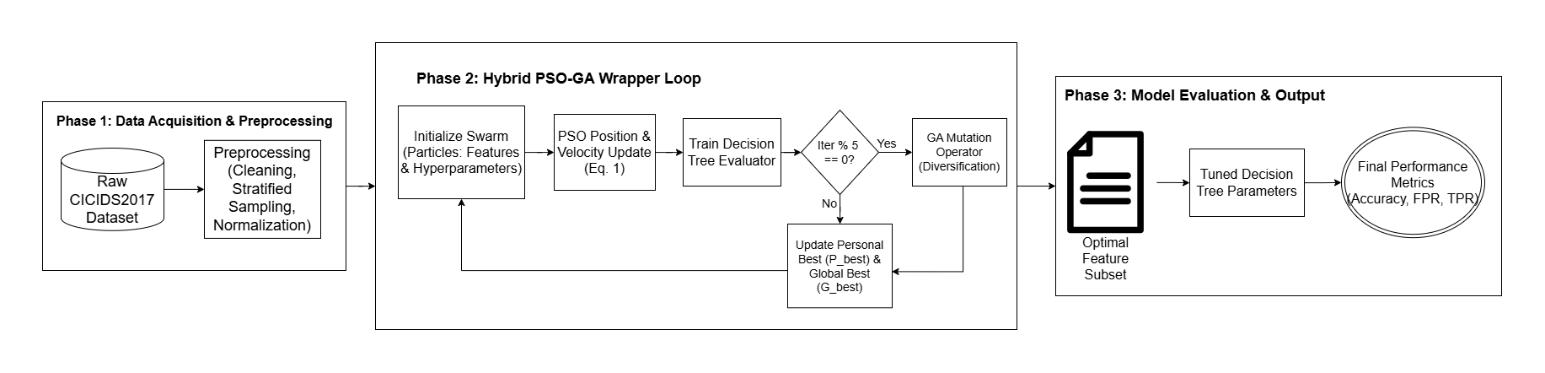 Phase 1: Data Acquisition & Preprocessing
Raw
CICIDS2017
Dataset
Preprocessing
(Cleaning,
Stratified
Sampling,
Normalization)
Phase 2: Hybrid PSO-GA Wrapper Loop
Initialize Swarm
(Particles: Features
& Hyperparameters)
PSO Position &
Velocity Update
(Eq. 1)
Train Decision
Tree Evaluator
Iter % 5
== 0?
Yes
No
GA Mutation
Operator
(Diversification)
Update Personal
Best (P_best) &
Global Best
(G_best)
Phase 3: Model Evaluation & Output
Optimal
Feature
Subset
Tuned Decision
Tree Parameters
Final Performance
Metrics
(Accuracy, FPR, TPR)